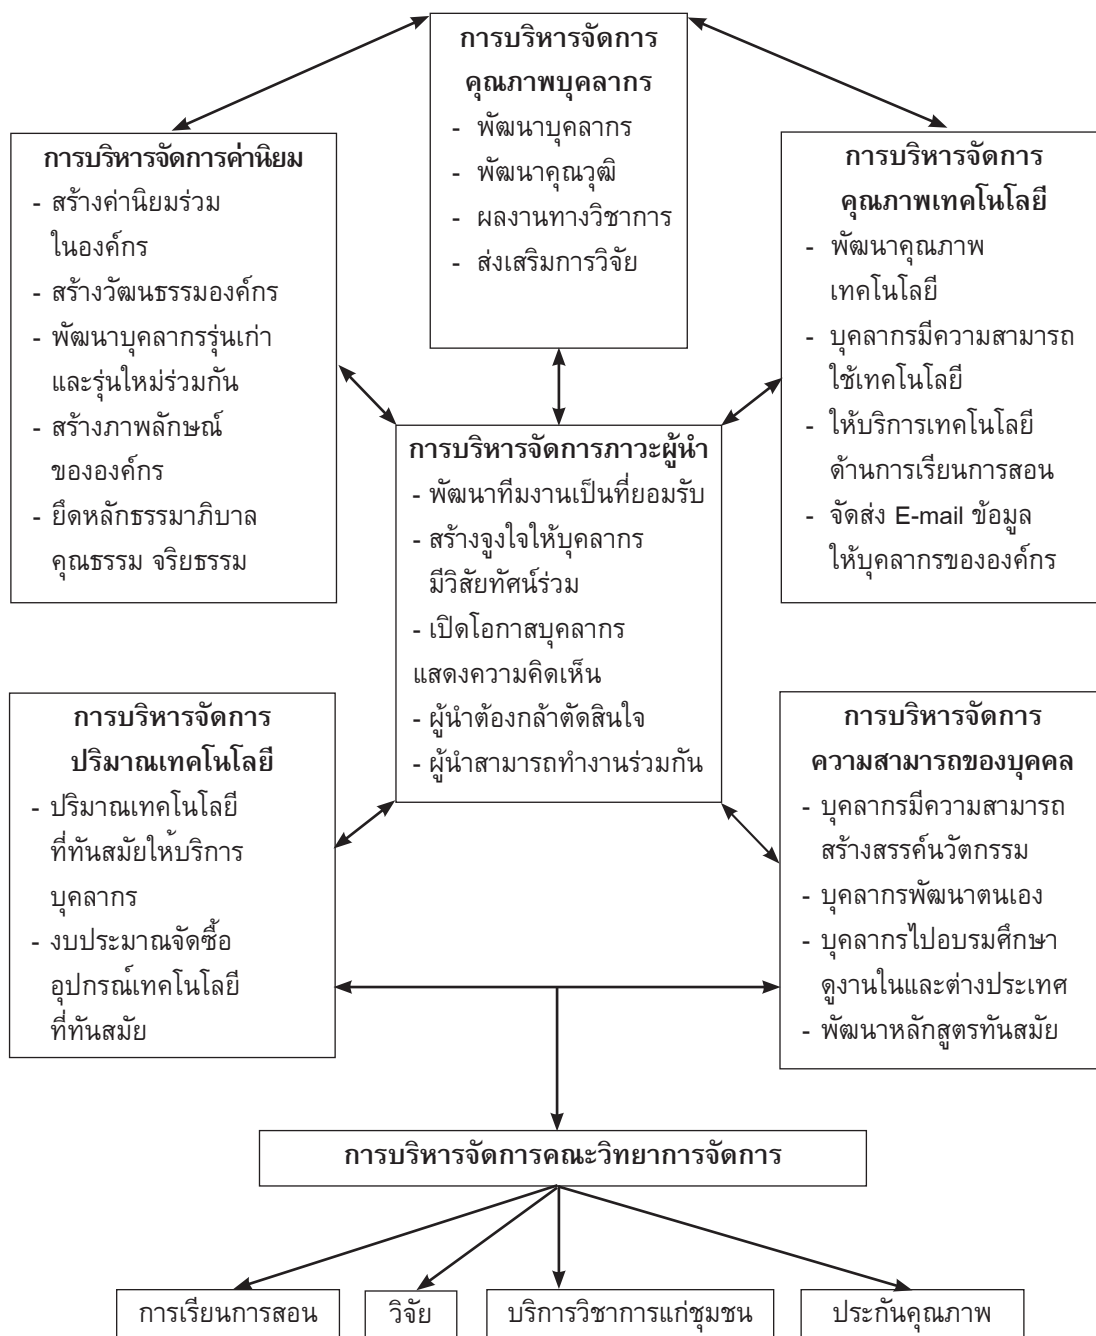 การบริหารจัดการ
คุณภาพบุคลากร
- พัฒนาบุคลากร
- พัฒนาคุณวุฒิ
- ผลงานทางวิชาการ
- ส่งเสริมการวิจัย
การบริหารจัดการค่านิยม
- สร้างค่านิยมร่วม
ในองค์กร
- สร้างวัฒนธรรมองค์กร
- พัฒนาบุคลากรรุ่นเก่า
และรุ่นใหม่ร่วมกัน
- สร้างภาพลักษณ์
ขององค์กร
- ยึดหลักธรรมาภิบาล
คุณธรรม จริยธรรม
การบริหารจัดการ
คุณภาพเทคโนโลยี
- พัฒนาคุณภาพ
เทคโนโลยี
- บุคลากรมีความสามารถ
ใช้เทคโนโลยี
- ให้บริการเทคโนโลยี
ด้านการเรียนการสอน
- จัดส่ง E-mail ข้อมูล
ให้บุคลากรขององค์กร
การบริหารจัดการภาวะผู้นำ
- พัฒนาทีมงานเป็นที่ยอมรับ
- สร้างจูงใจให้บุคลากร
มีวิสัยทัศน์ร่วม
- เปิดโอกาสบุคลากร
แสดงความคิดเห็น
- ผู้นำต้องกล้าตัดสินใจ
- ผู้นำสามารถทำงานร่วมกัน
การบริหารจัดการ
ปริมาณเทคโนโลยี
- ปริมาณเทคโนโลยี
ที่ทันสมัยให้บริการ
บุคลากร
- งบประมาณจัดซื้อ
อุปกรณ์เทคโนโลยี
ที่ทันสมัย
การบริหารจัดการ
ความสามารถของบุคคล
- บุคลากรมีความสามารถ
สร้างสรรค์นวัตกรรม
- บุคลากรพัฒนาตนเอง
- บุคลากรไปอบรมศึกษา
ดูงานในและต่างประเทศ
- พัฒนาหลักสูตรทันสมัย
การบริหารจัดการคณะวิทยาการจัดการ
การเรียนการสอน
วิจัย
บริการวิชาการแก่ชุมชน
ประกันคุณภาพ